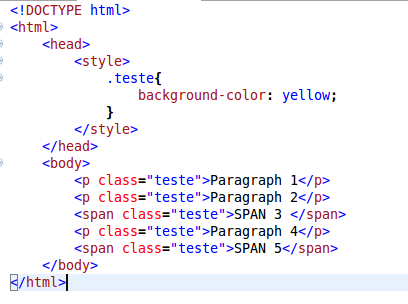 <!DOCTYPE html>
<html>
    <head>
        <style>
            .teste{
                background-color: yellow;
            }
        </style>
    </head>
    <body>
        <p class="teste">Paragraph 1</p>
        <p class="teste">Paragraph 2</p>
        <span class="teste">SPAN 3 </span>
        <p class="teste">Paragraph 4</p>
        <span class="teste">SPAN 5</span>
    </body>
</html>